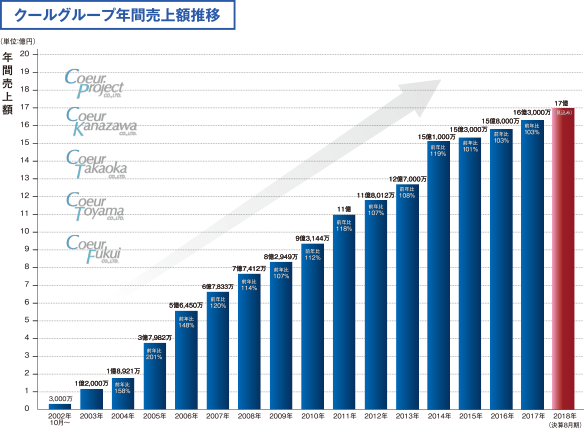 クールグループ年間売上額推移
(単位:億円)
年間売上額
20
19
18
17
16
15
14
13
12
11
10
9
8
7
6
5
4
3
2
1
0
Coeur Project co.,ltd.
Coeur Kanazawa co.,ltd.
Coeur Takaoka co.,ltd.
Coeur Toyama co.,ltd.
Coeur Fukui co.,ltd.
3,000万
1億2,000万
1億8,921万
前年比
158%
3億7,982万
前年比
201%
5億6,450万
前年比
148%
6億7,833万
前年比
120%
7億7,412万
前年比
114%
8億2,949万
前年比
107%
9億3,144万
前年比
112%
11億
前年比
118%
11億8,012万
前年比
107%
12億7,000万
前年比
108%
15億1,000万
前年比
119%
15億3,000万
前年比
101%
15億8,000万
前年比
103%
16億3,000万
前年比
103%
17億
(見込み)
2002年
10月〜
2003年
2004年
2005年
2006年
2007年
2008年
2009年
2010年
2011年
2012年
2013年
2014年
2015年
2016年
2017年
2018年
(決算8月期)